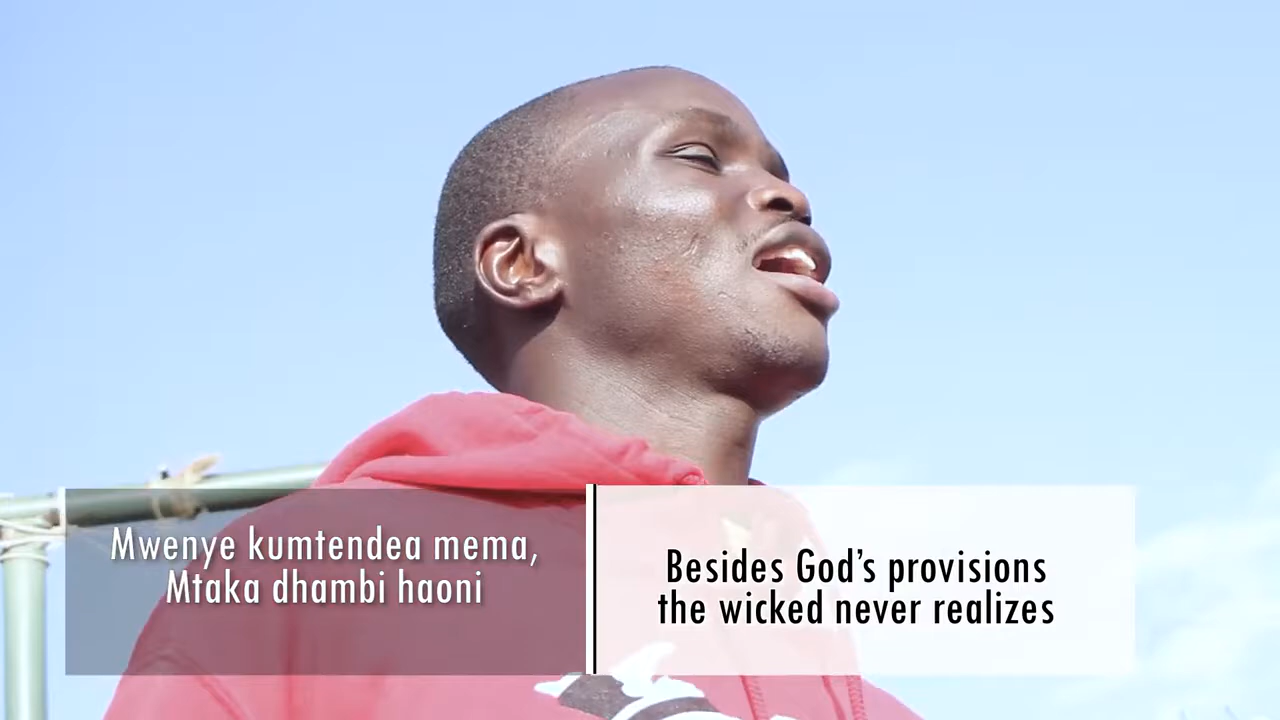 Mwenye kumtendea mema,
Mtaka dhambi haoni
Besides God's provisions
the wicked never realizes